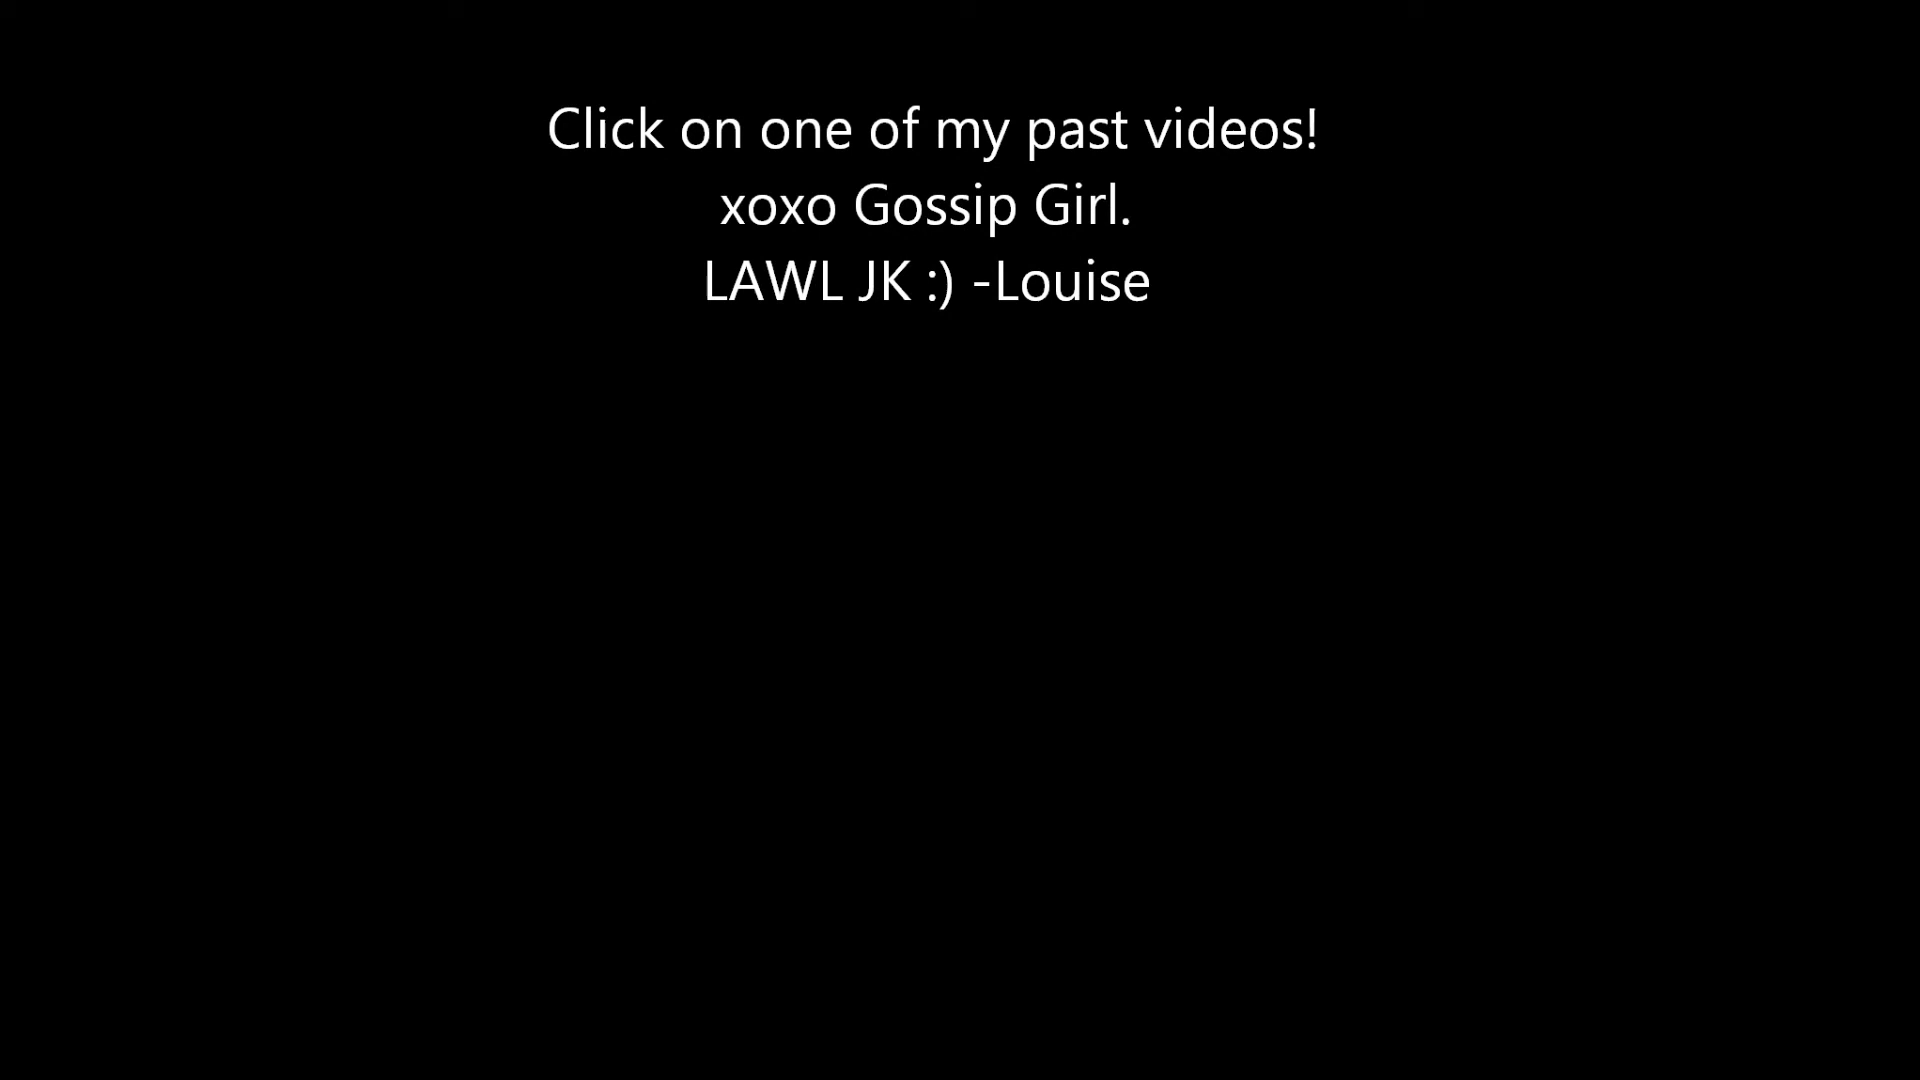 Click on one of my past videos!
xoxo Gossip Girl.
LAWL JK :) -Louise